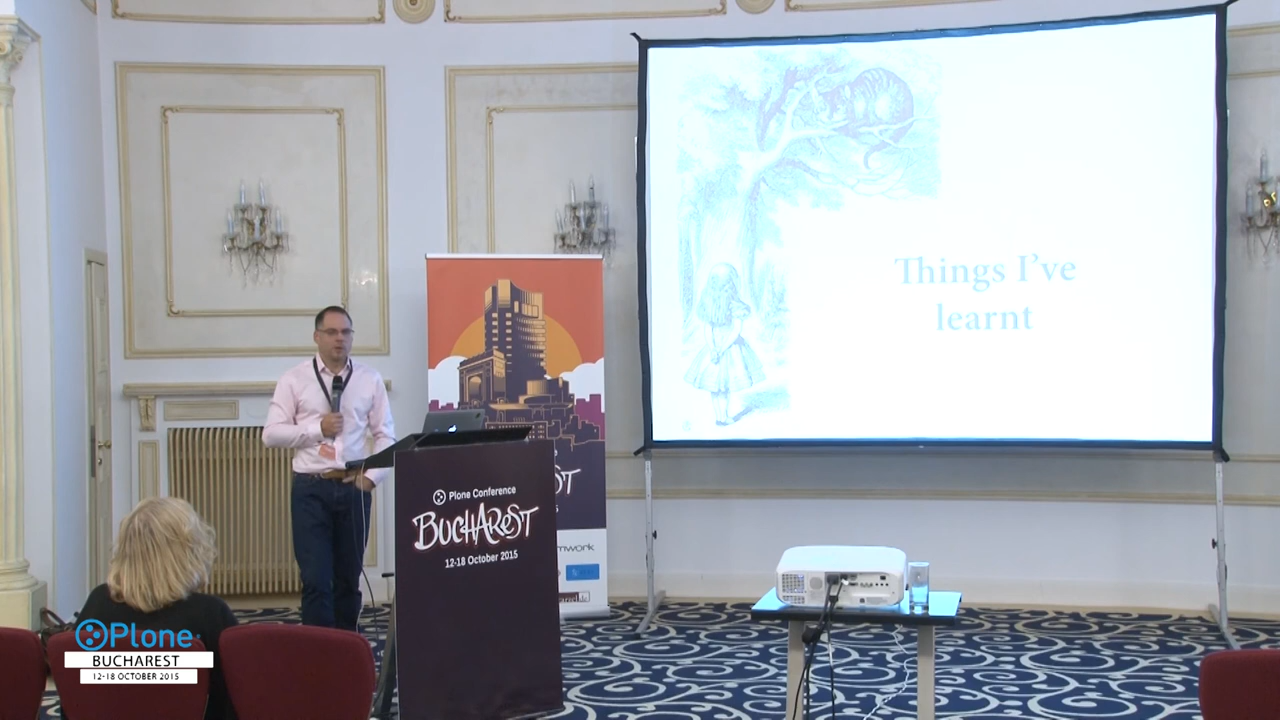 Things I've
learnt
Plone Conference
BUCHAREST
12-18 October 2015
Plone
BUCHAREST
12-18 OCTOBER 2015